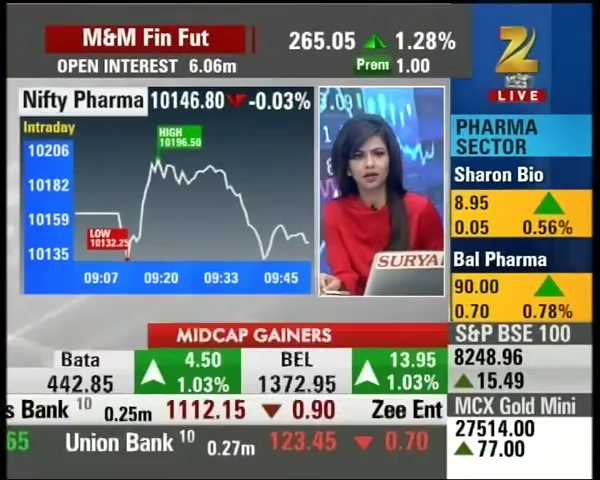 M&M Fin Fut 265.05 1.28%
OPEN INTEREST 6.06m Prem 1.00
LIVE
Nifty Pharma 10146.80 -0.03%
Intraday
10206
10182
10159
10135
HIGH
10196.50
LOW
10132.25
09:07 09:20 09:33 09:45
SURYA
PHARMA
SECTOR
Sharon Bio
8.95
0.05 0.56%
Bal Pharma
90.00
0.70 0.78%
MIDCAP GAINERS
Bata 4.50 BEL 13.95
442.85 1.03% 1372.95 1.03%
S&P BSE 100
8248.96
15.49
s Bank 10 0.25m 1112.15 0.90 Zee Ent
65 Union Bank 10 0.27m 123.45 0.70
MCX Gold Mini
27514.00
77.00